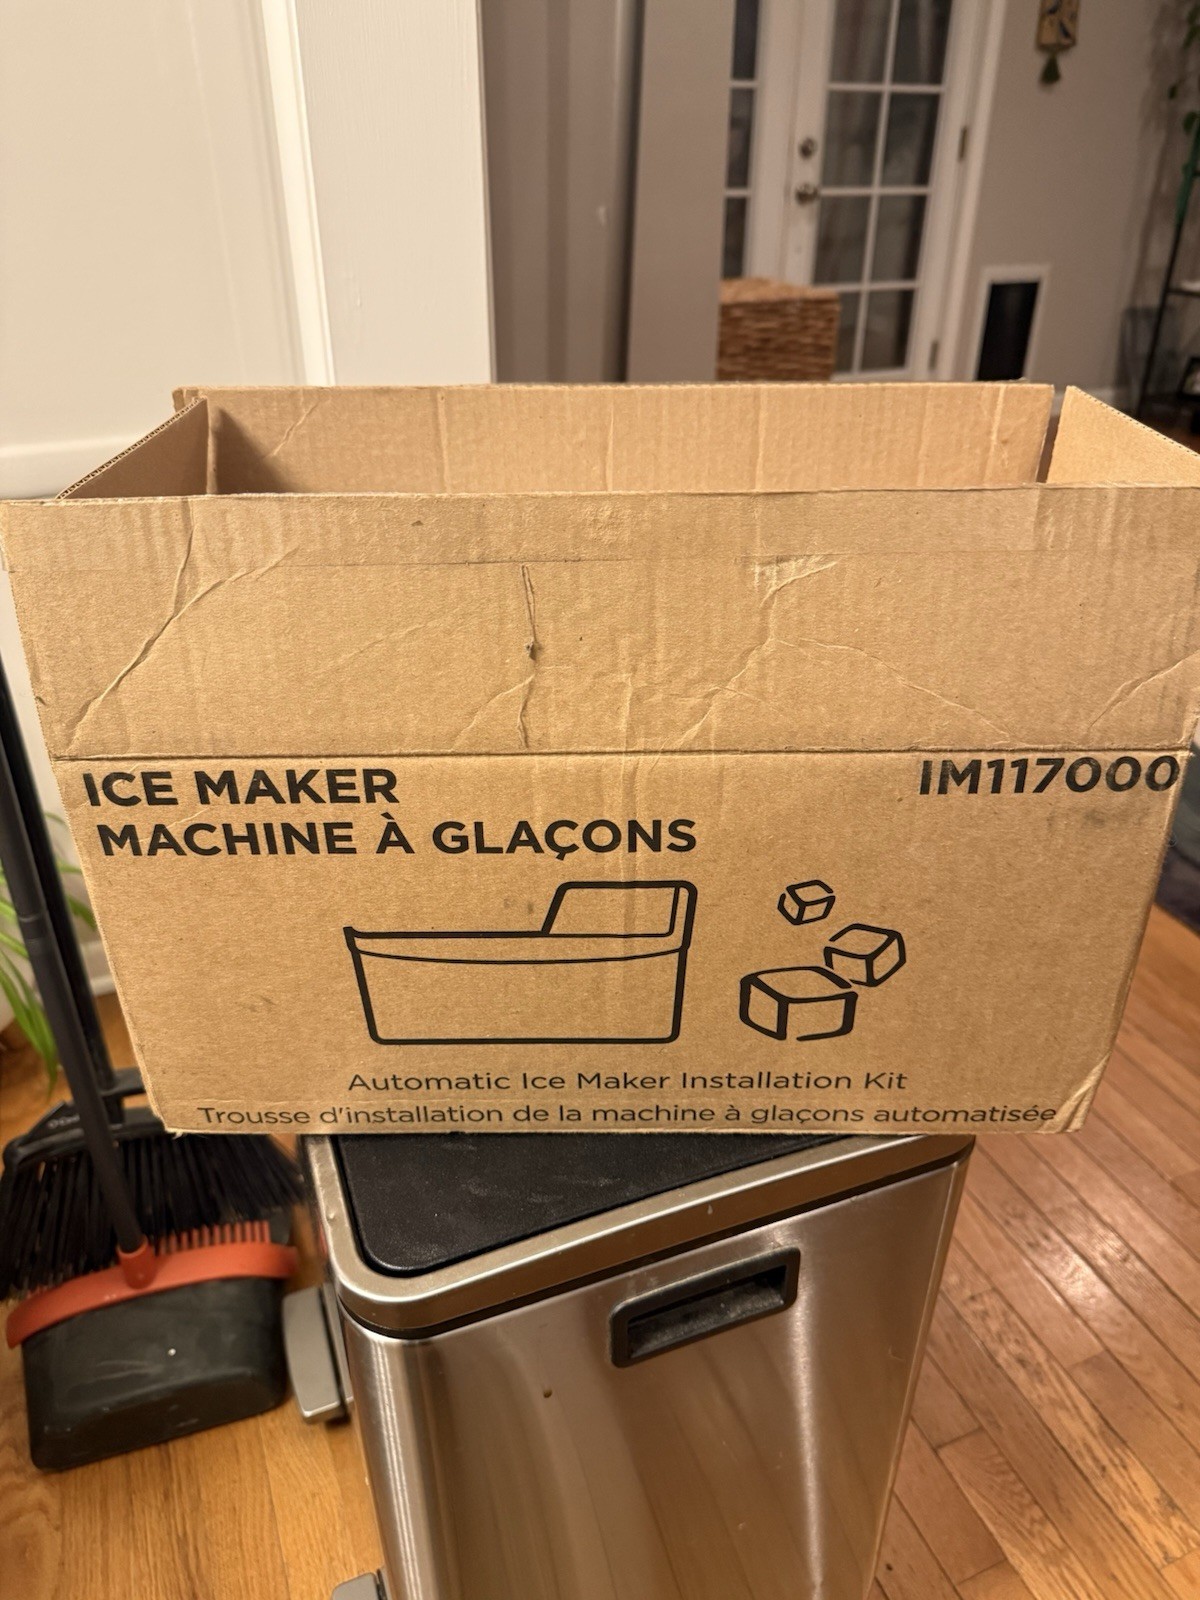 ICE MAKER
IM117000
MACHINE À GLAÇONS
Automatic Ice Maker Installation Kit
Trousse d'installation de la machine à glaçons automatisée